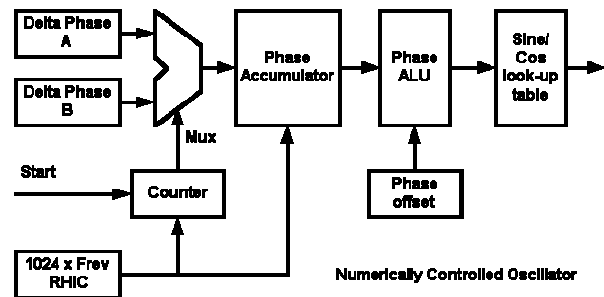 Delta Phase
A
Delta Phase
B
Mux
Phase
Accumulator
Phase
ALU
Sine/
Cos
look-up
table
Start
Counter
Phase
offset
1024 x Frev
RHIC
Numerically Controlled Oscillator